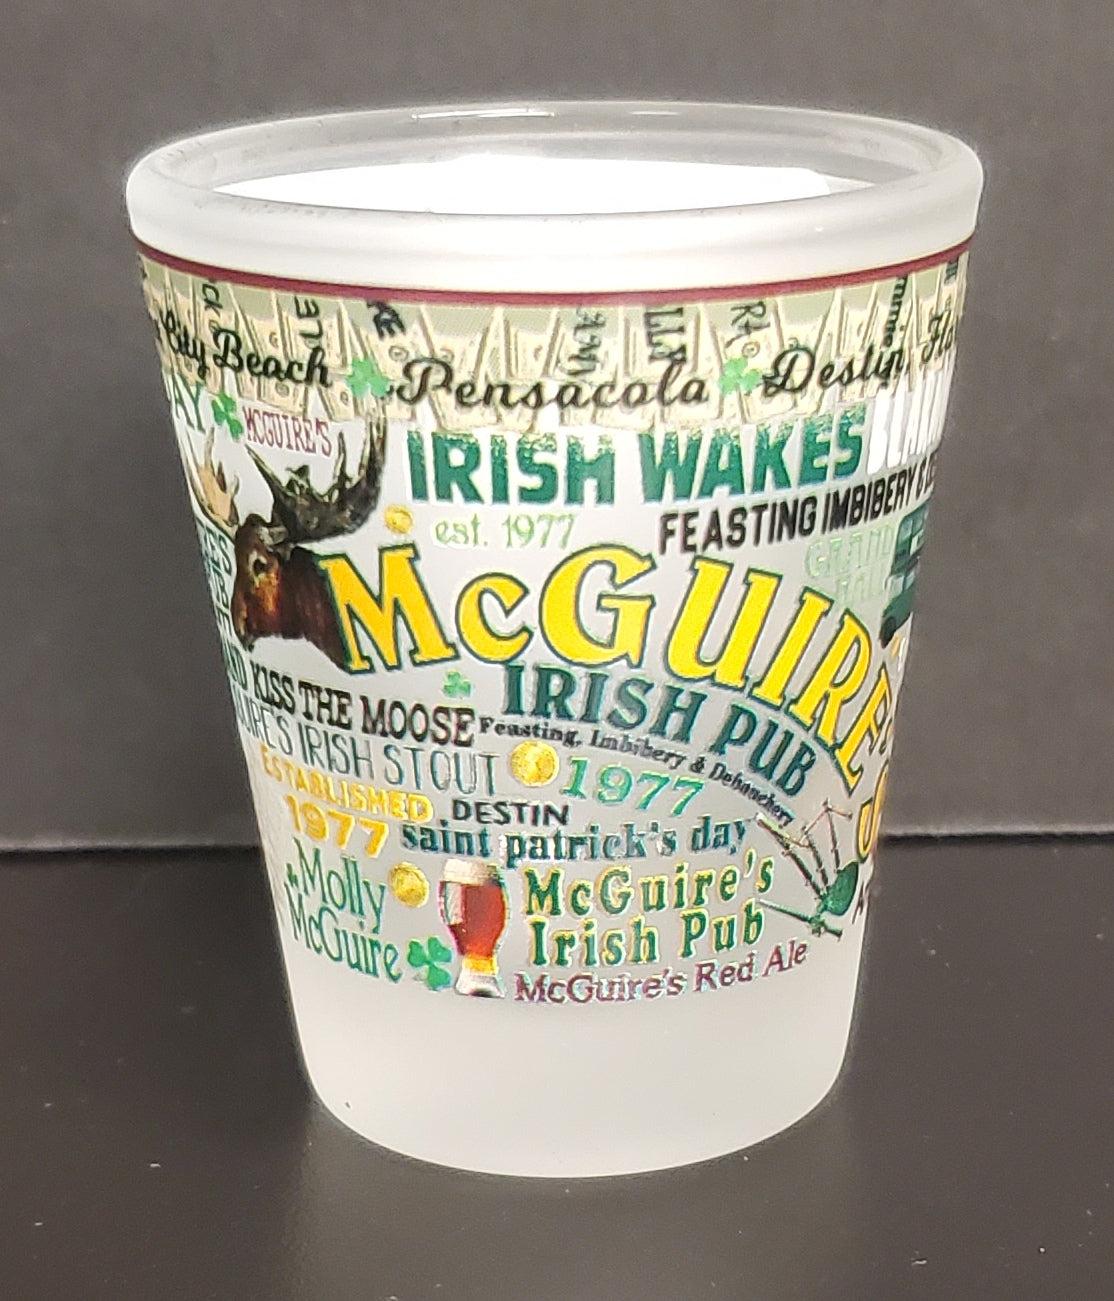 City Beach Pensacola Destin
McGUIRE'S
IRISH WAKES
est. 1977
FEASTING IMBIBERY &
GRAND
McGUIRE'S
IRISH PUB
KISS THE MOOSE
Feasting, Imbibery & Debauchery
IRISH STOUT
1977
ESTABLISHED
1977
DESTIN
saint patrick's day
Molly
McGuire
McGuire's
Irish Pub
McGuire's Red Ale